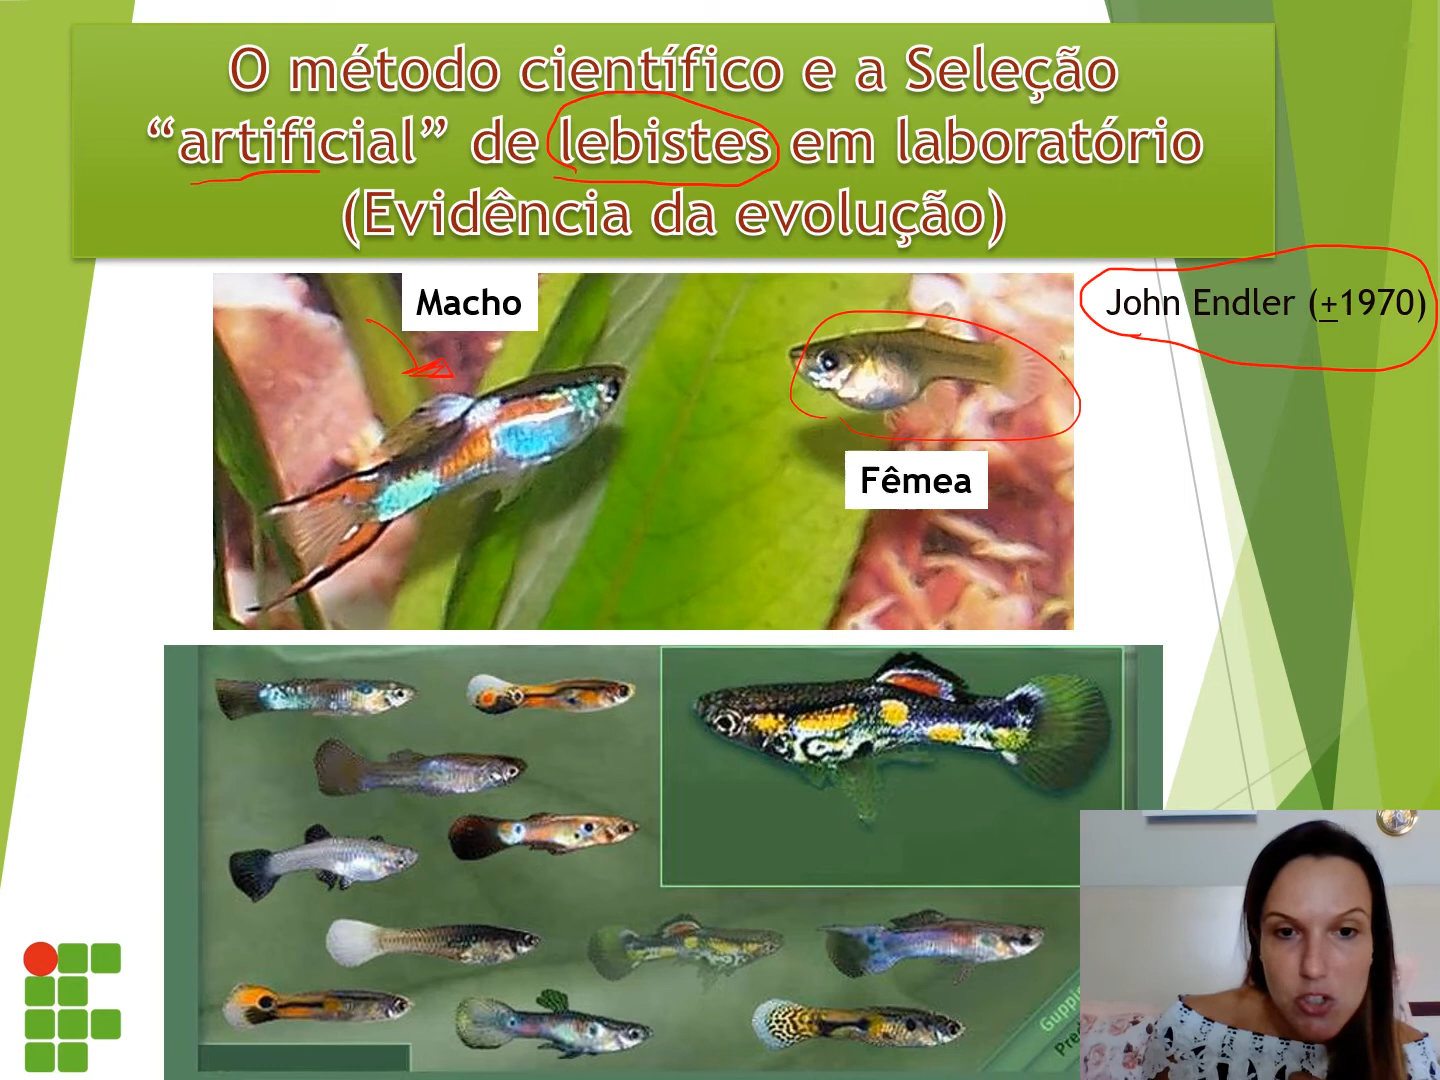 O método científico e a Seleção
“artificial” de lebistes em laboratório
(Evidência da evolução)
John Endler (+1970)
Macho
Fêmea